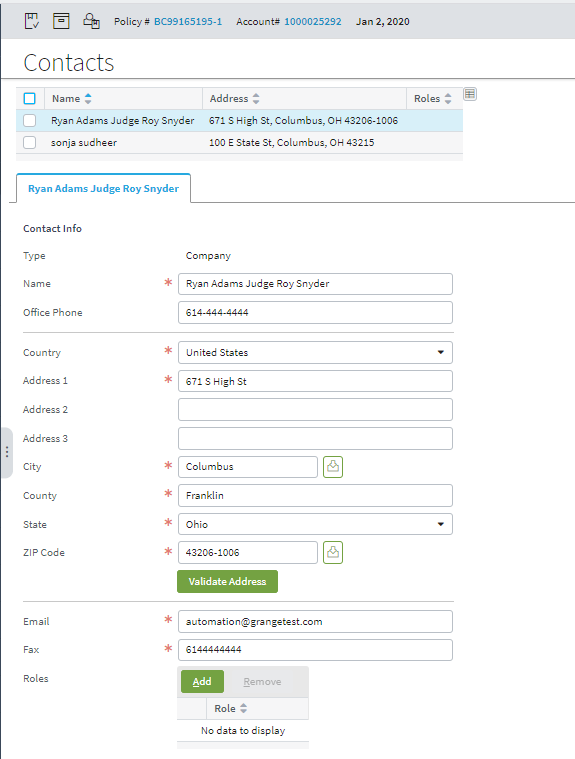 Policy # BC99165195-1 Account# 1000025292 Jan 2, 2020
Contacts
Name Address Roles
Ryan Adams Judge Roy Snyder 671 S High St, Columbus, OH 43206-1006
sonja sudheer 100 E State St, Columbus, OH 43215
Ryan Adams Judge Roy Snyder
Contact Info
Type Company
Name * Ryan Adams Judge Roy Snyder
Office Phone 614-444-4444
Country * United States
Address 1 * 671 S High St
Address 2
Address 3
City * Columbus
County * Franklin
State * Ohio
ZIP Code * 43206-1006
Validate Address
Email * automation@grangetest.com
Fax * 6144444444
Roles Add Remove
Role
No data to display